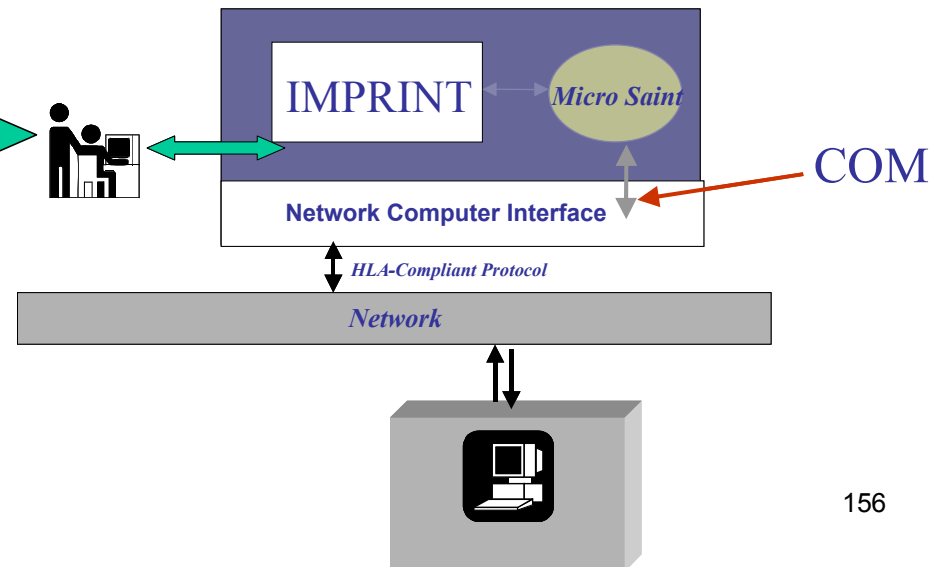 IMPRINT
Micro Saint
COM
Network Computer Interface
HLA-Compliant Protocol
Network
156